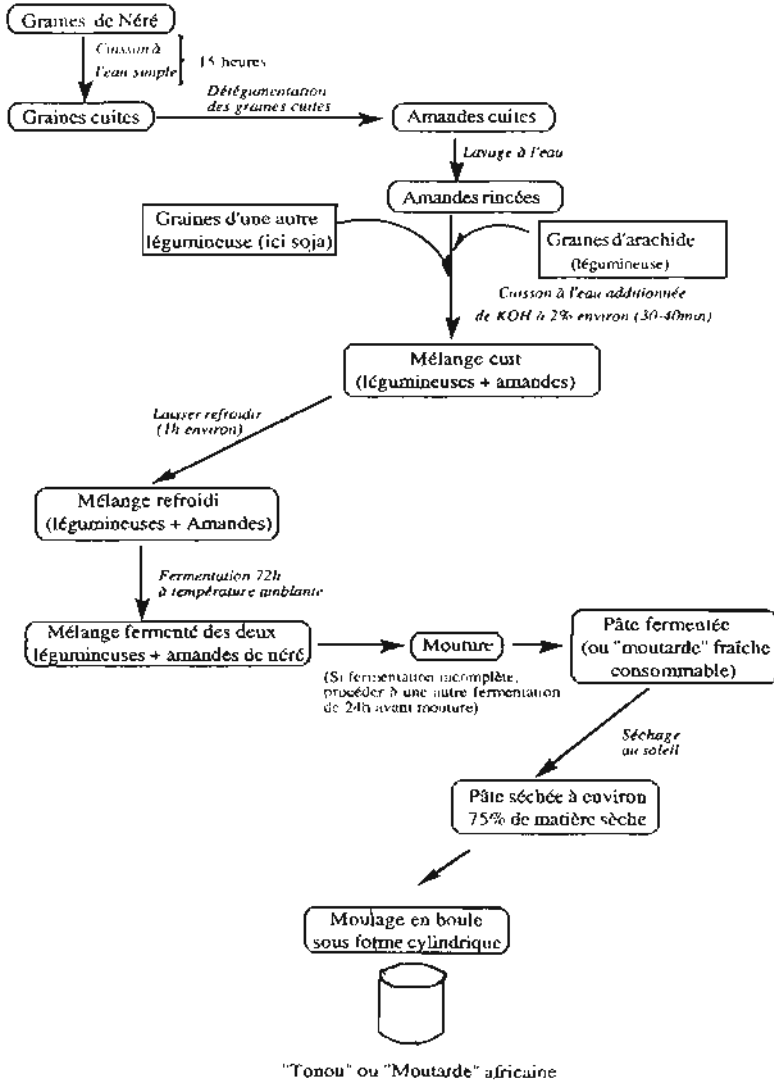 Graines de Néré
Cuisson à
l'eau simple
15 heures
Détégumentation
des graines cuites
Graines cuites
Amandes cuites
Lavage à l'eau
Amandes rincées
Graines d'une autre
légumineuse (ici soja)
Graines d'arachide
(légumineuse)
Cuisson à l'eau additionnée
de KOH à 2% environ (30-40min)
Mélange cuit
(légumineuses + amandes)
Laisser refroidir
(1h environ)
Mélange refroidi
(légumineuses + Amandes)
Fermentation 72h
à température ambiante
Mélange fermenté des deux
légumineuses + amandes de néré
Mouture
(Si fermentation incomplète,
procéder à une autre fermentation
de 24h avant mouture)
Pâte fermentée
(ou "moutarde" fraîche
consommable)
Séchage
au soleil
Pâte séchée à environ
75% de matière sèche
Moulage en boule
sous forme cylindrique
"Tonou" ou "Moutarde" africaine